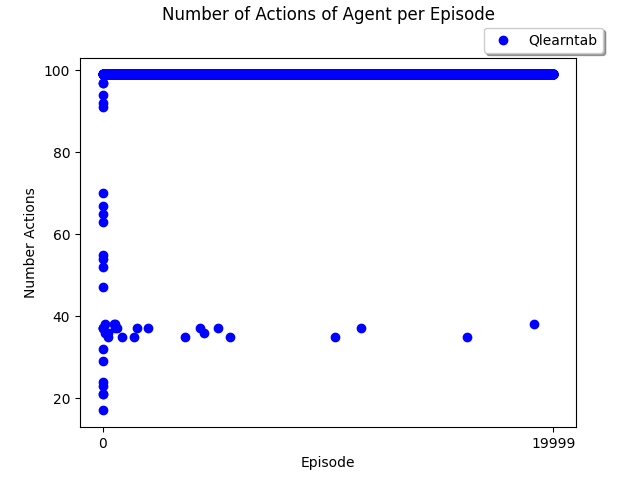 Number of Actions of Agent per Episode
Qlearntab
100
80
60
40
20
Number Actions
0 19999
Episode